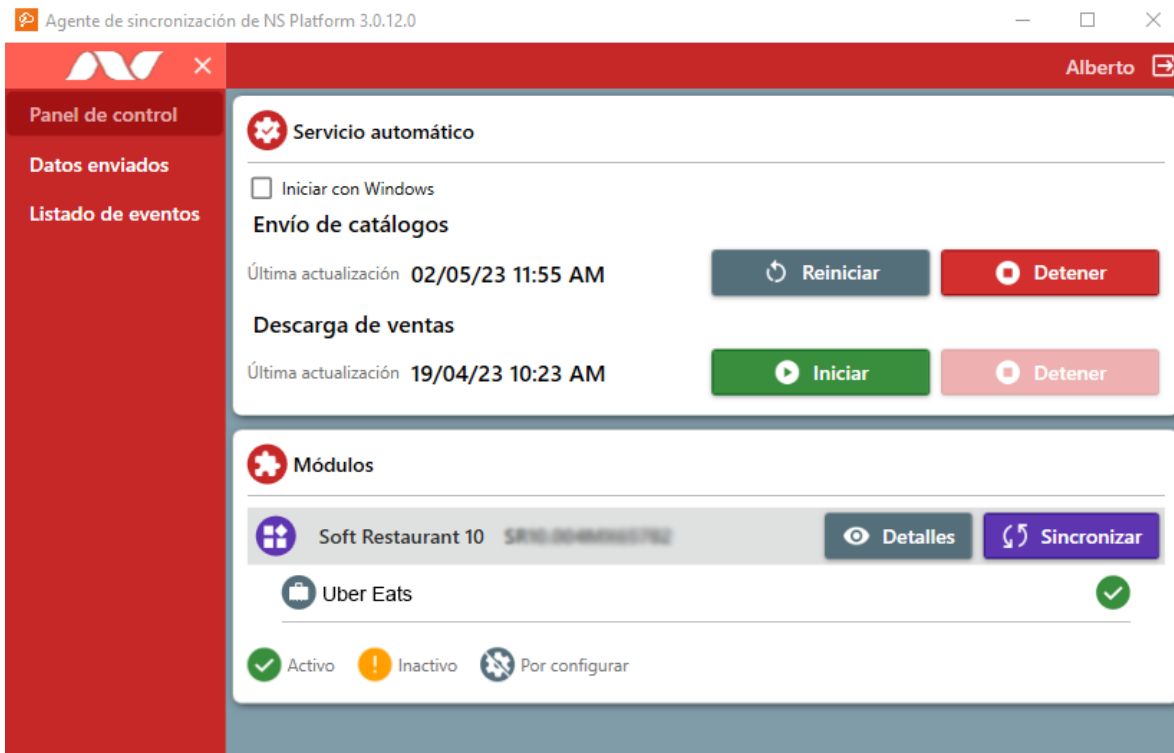 Agente de sincronización de NS Platform 3.0.12.0
Alberto
Panel de control
Datos enviados
Listado de eventos
Servicio automático
Iniciar con Windows
Envío de catálogos
Última actualización 02/05/23 11:55 AM Reiniciar Detener
Descarga de ventas
Última actualización 19/04/23 10:23 AM Iniciar Detener
Módulos
Soft Restaurant 10 Detalles Sincronizar
Uber Eats
Activo Inactivo Por configurar